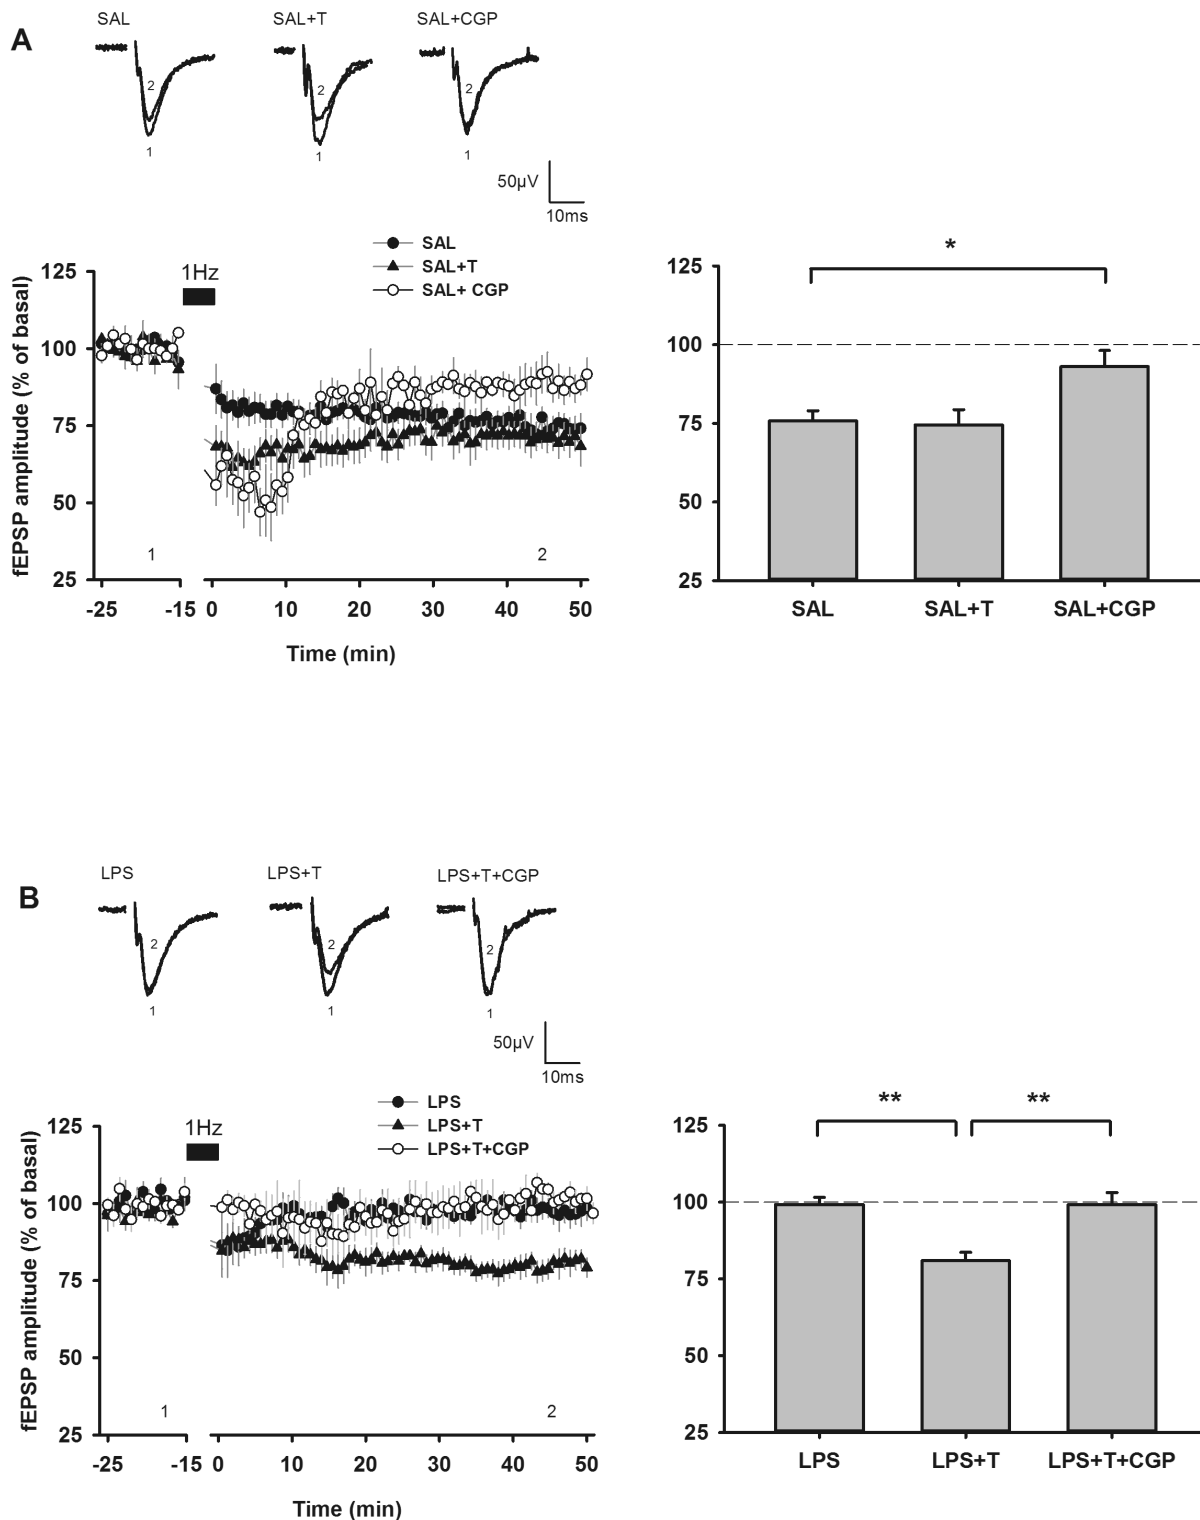 A
SAL
SAL+T
SAL+CGP
2
2
2
1
1
1
50µV
10ms
SAL
SAL+T
SAL+ CGP
1Hz
fEPSP amplitude (% of basal)
125
100
75
50
25
1
2
-25
-15
0
10
20
30
40
50
Time (min)
*
125
100
75
50
25
SAL
SAL+T
SAL+CGP
B
LPS
LPS+T
LPS+T+CGP
2
2
2
1
1
1
50µV
10ms
LPS
LPS+T
LPS+T+CGP
1Hz
fEPSP amplitude (% of basal)
125
100
75
50
25
1
2
-25
-15
0
10
20
30
40
50
Time (min)
**
**
125
100
75
50
25
LPS
LPS+T
LPS+T+CGP